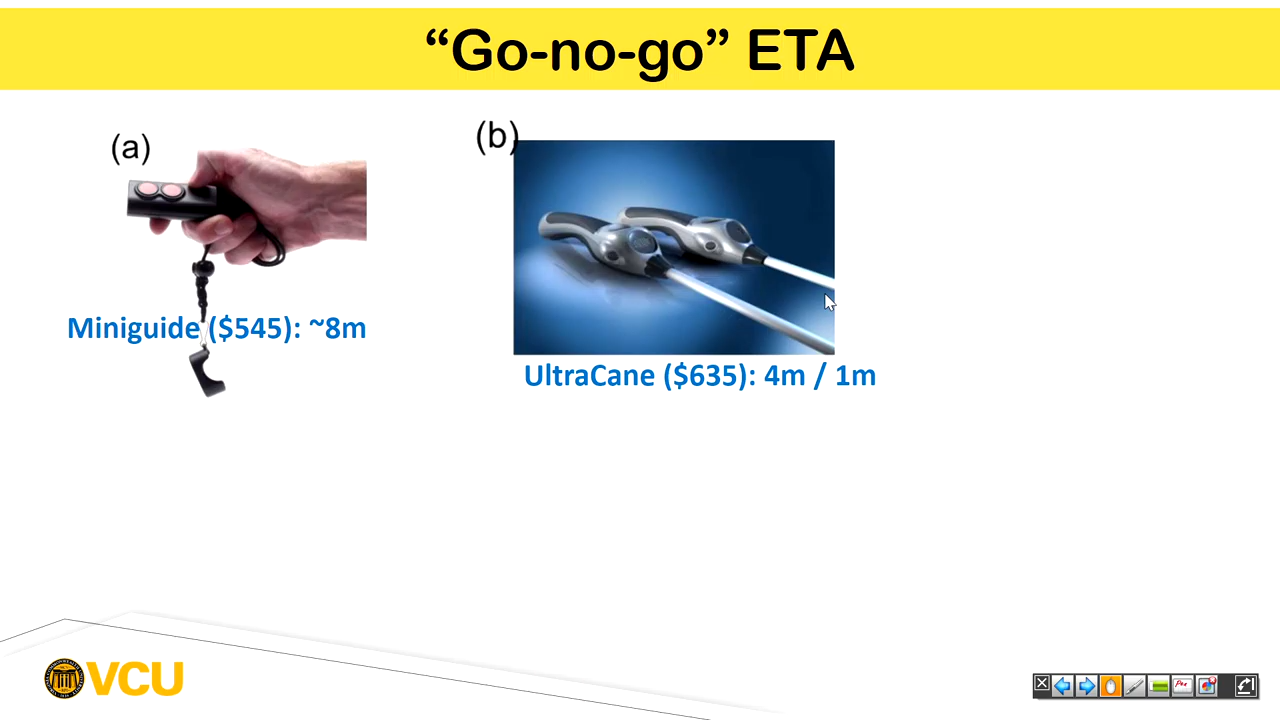 “Go-no-go” ETA
(a)
(b)
Miniguide ($545): ~8m
UltraCane ($635): 4m / 1m
VCU